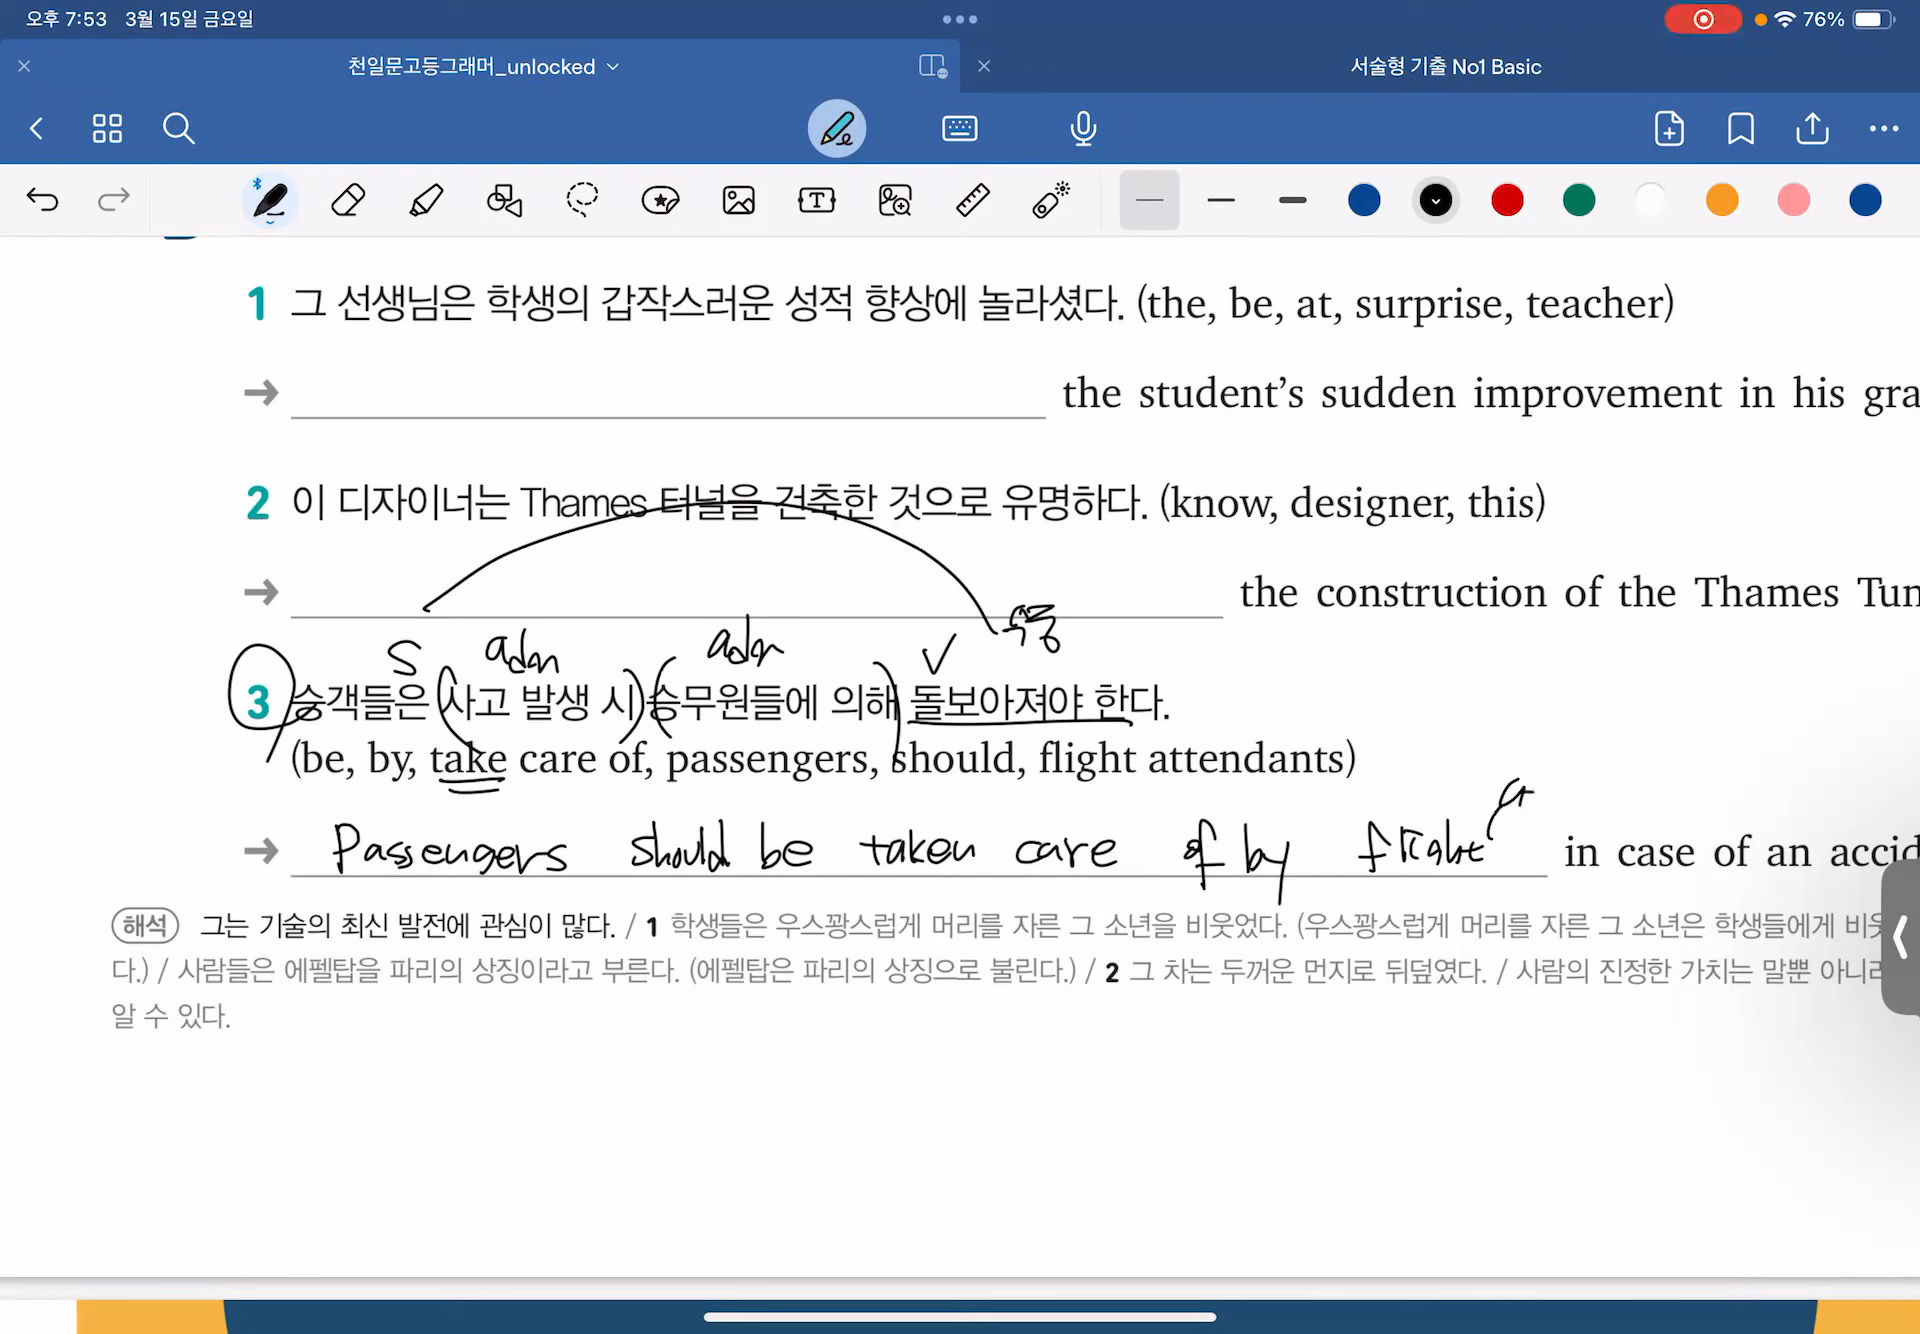 오후 7:53 3월 15일 금요일 76%
천일문고등그래머_unlocked 서술형 기출 No1 Basic
1 그 선생님은 학생의 갑작스러운 성적 향상에 놀라셨다. (the, be, at, surprise, teacher)
→ the student's sudden improvement in his gra
2 이 디자이너는 Thames 터널을 건축한 것으로 유명하다. (know, designer, this)
→ the construction of the Thames Tun
S V
3 승객들은 (사고 발생 시) (승무원들에 의해) 돌보아져야 한다.
(be, by, take care of, passengers, should, flight attendants)
→ Passengers should be taken care of by flight in case of an accid
해석 그는 기술의 최신 발전에 관심이 많다. / 1 학생들은 우스꽝스럽게 머리를 자른 그 소년을 비웃었다. (우스꽝스럽게 머리를 자른 그 소년은 학생들에게 비웃
다.) / 사람들은 에펠탑을 파리의 상징이라고 부른다. (에펠탑은 파리의 상징으로 불린다.) / 2 그 차는 두꺼운 먼지로 뒤덮였다. / 사람의 진정한 가치는 말뿐 아니라
알 수 있다.